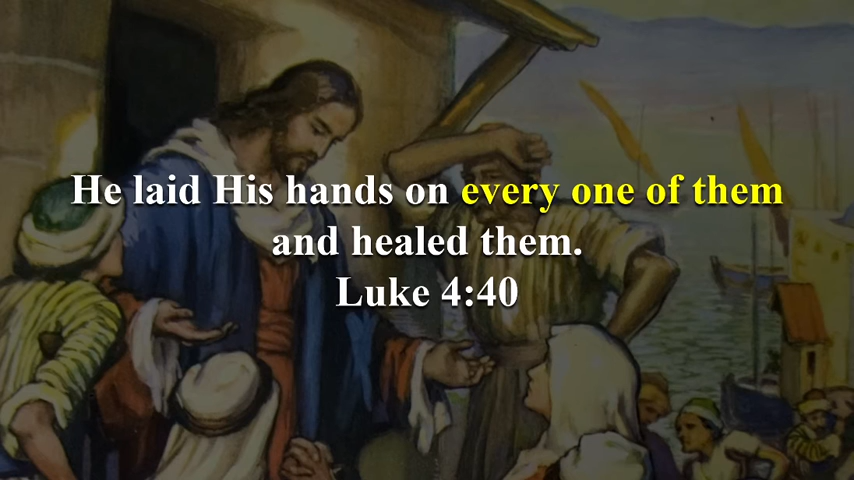 He laid His hands on every one of them
and healed them.
Luke 4:40